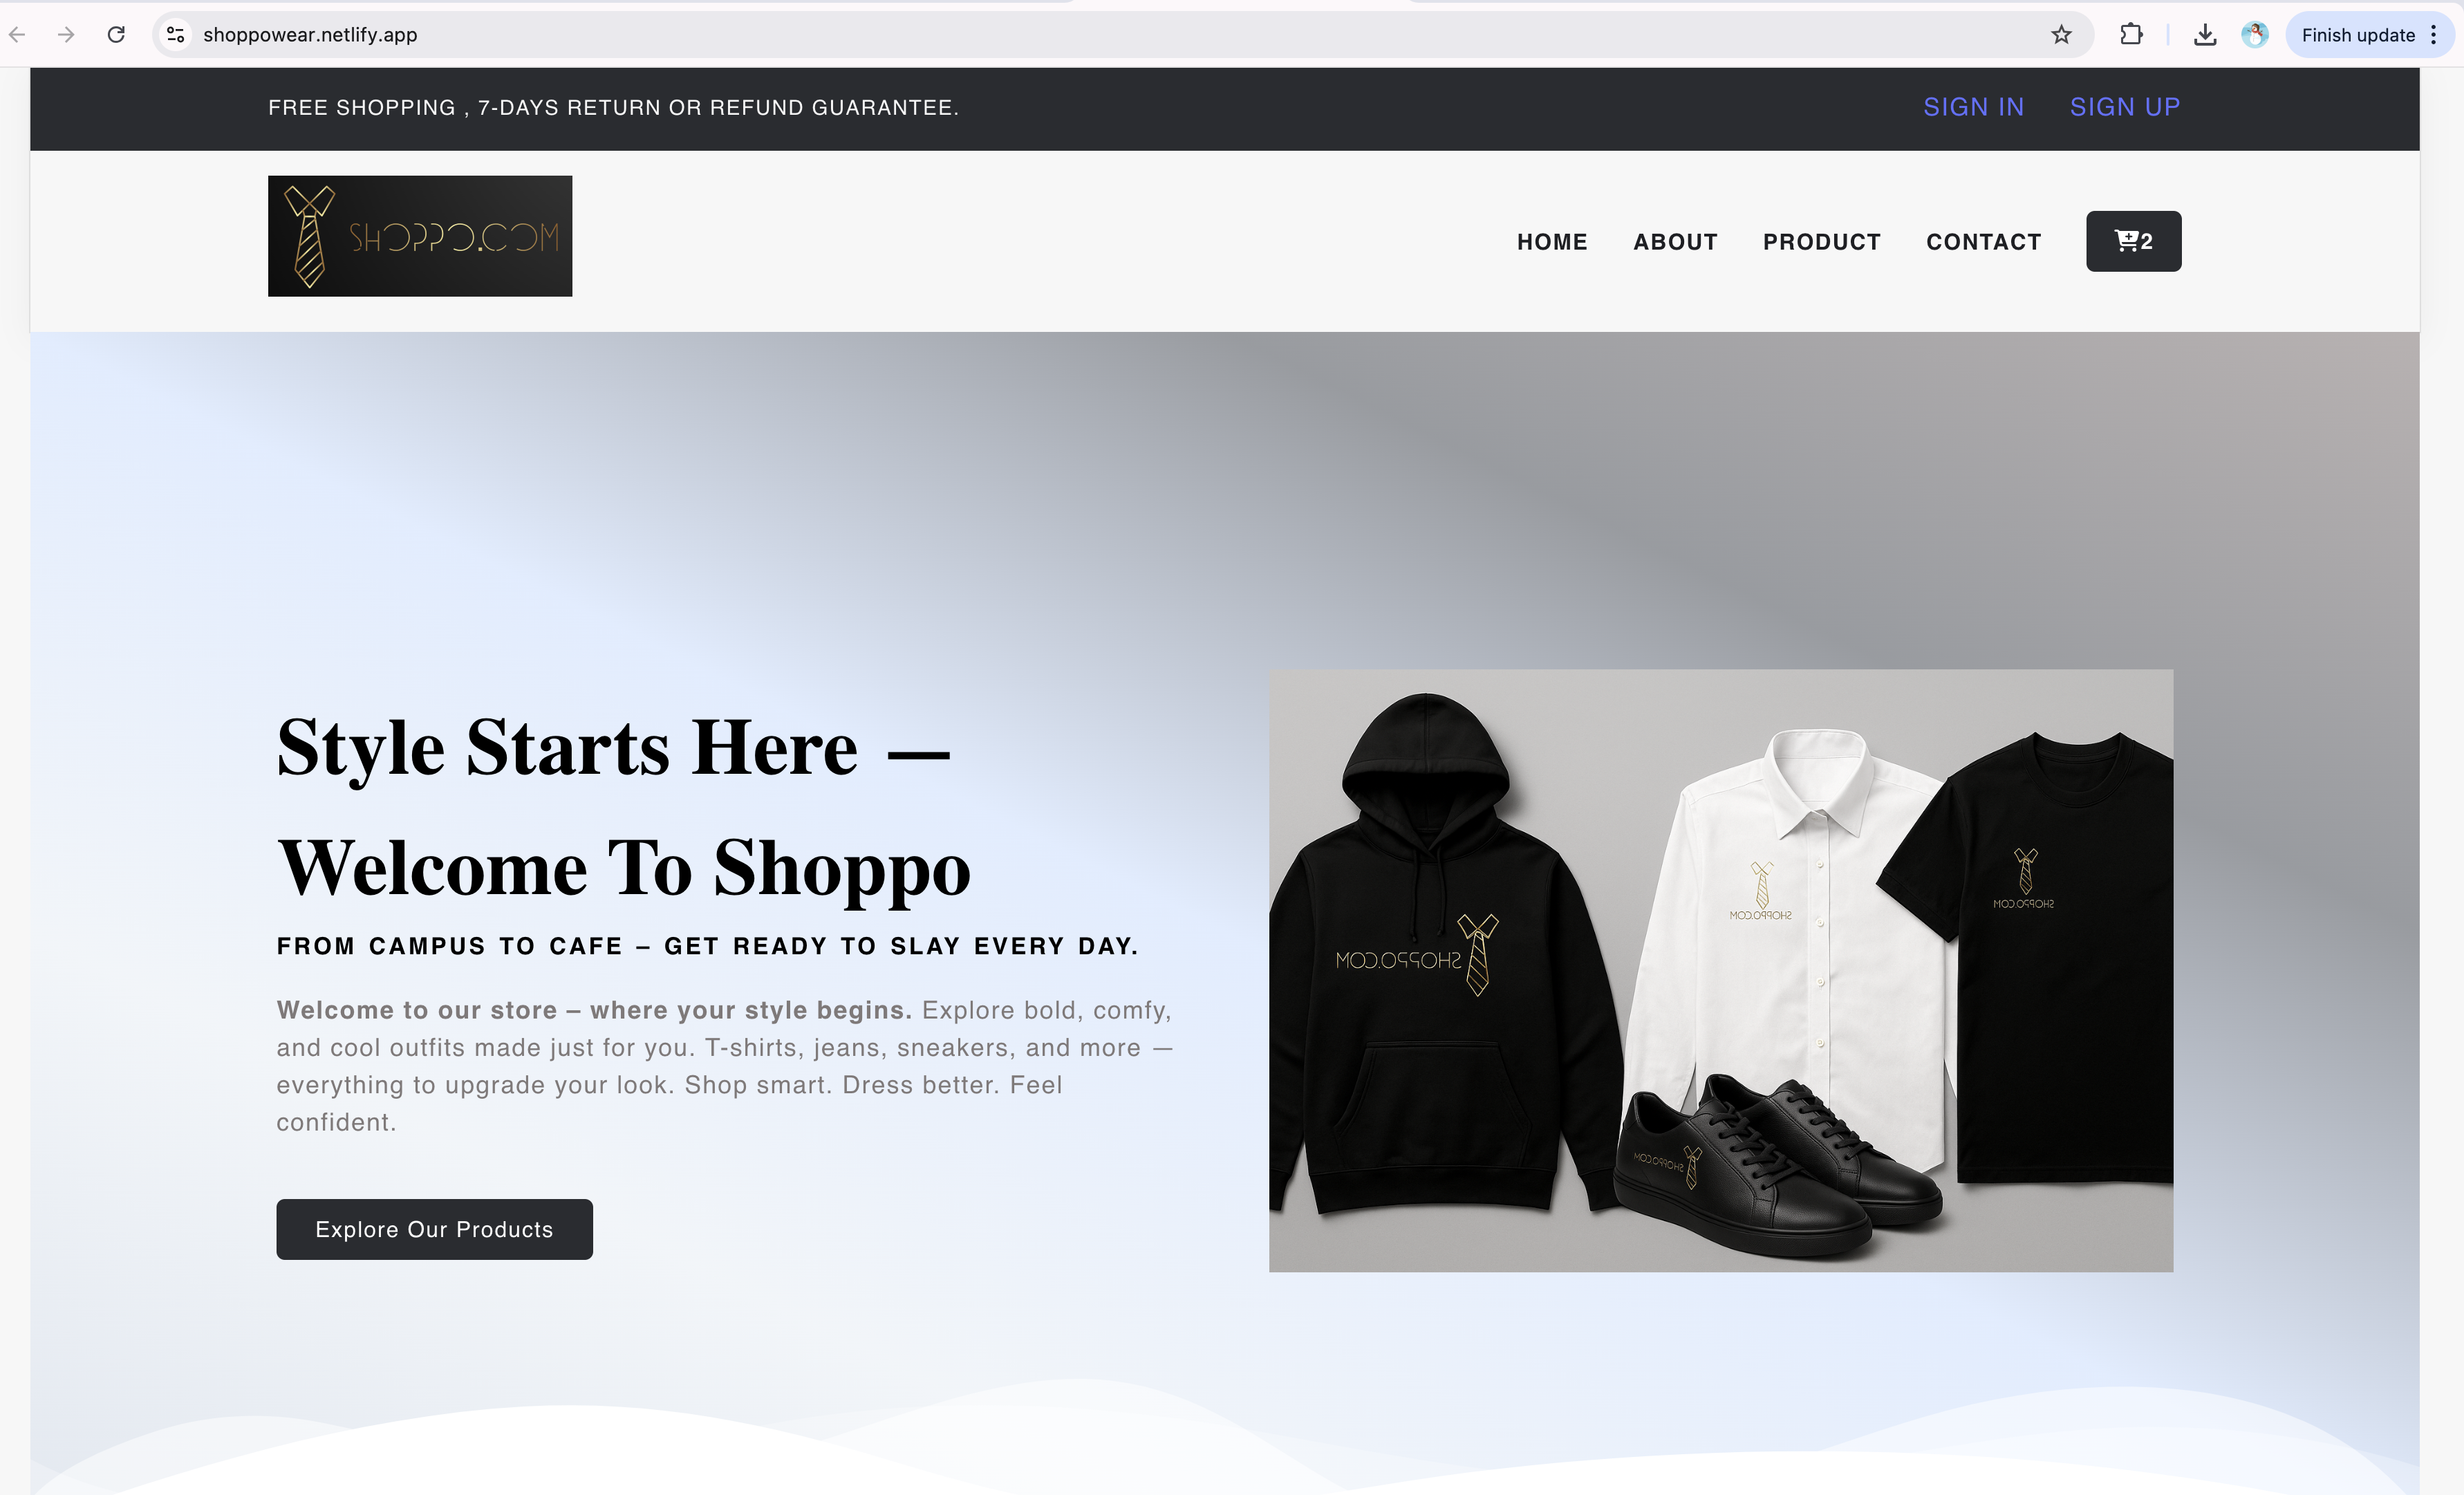 shoppowear.netlify.app
Finish update
FREE SHOPPING , 7-DAYS RETURN OR REFUND GUARANTEE.
SIGN IN
SIGN UP
SHOPPO.COM
HOME
ABOUT
PRODUCT
CONTACT
2
Style Starts Here —
Welcome To Shoppo
FROM CAMPUS TO CAFE – GET READY TO SLAY EVERY DAY.
Welcome to our store – where your style begins. Explore bold, comfy,
and cool outfits made just for you. T-shirts, jeans, sneakers, and more —
everything to upgrade your look. Shop smart. Dress better. Feel
confident.
Explore Our Products
SHOPPO.COM
SHOPPO.COM
SHOPPO.COM
SHOPPO.COM